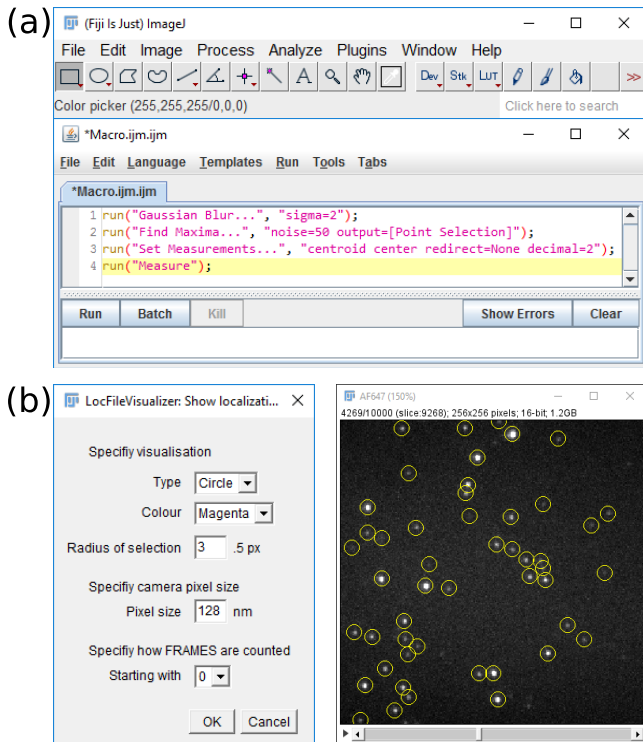 (a)
(Fiji Is Just) ImageJ
File Edit Image Process Analyze Plugins Window Help
A Dev Stk LUT >>
Color picker (255,255,255/0,0,0) Click here to search
*Macro.ijm.ijm
File Edit Language Templates Run Tools Tabs
*Macro.ijm.ijm
1 run("Gaussian Blur...", "sigma=2");
2 run("Find Maxima...", "noise=50 output=[Point Selection]");
3 run("Set Measurements...", "centroid center redirect=None decimal=2");
4 run("Measure");
Run Batch Kill Show Errors Clear
(b)
LocFileVisualizer: Show localizati...
Specifiy visualisation
Type Circle
Colour Magenta
Radius of selection 3 .5 px
Specifiy camera pixel size
Pixel size 128 nm
Specifiy how FRAMES are counted
Starting with 0
OK Cancel
AF647 (150%)
4269/10000 (slice:9268); 256x256 pixels; 16-bit; 1.2GB